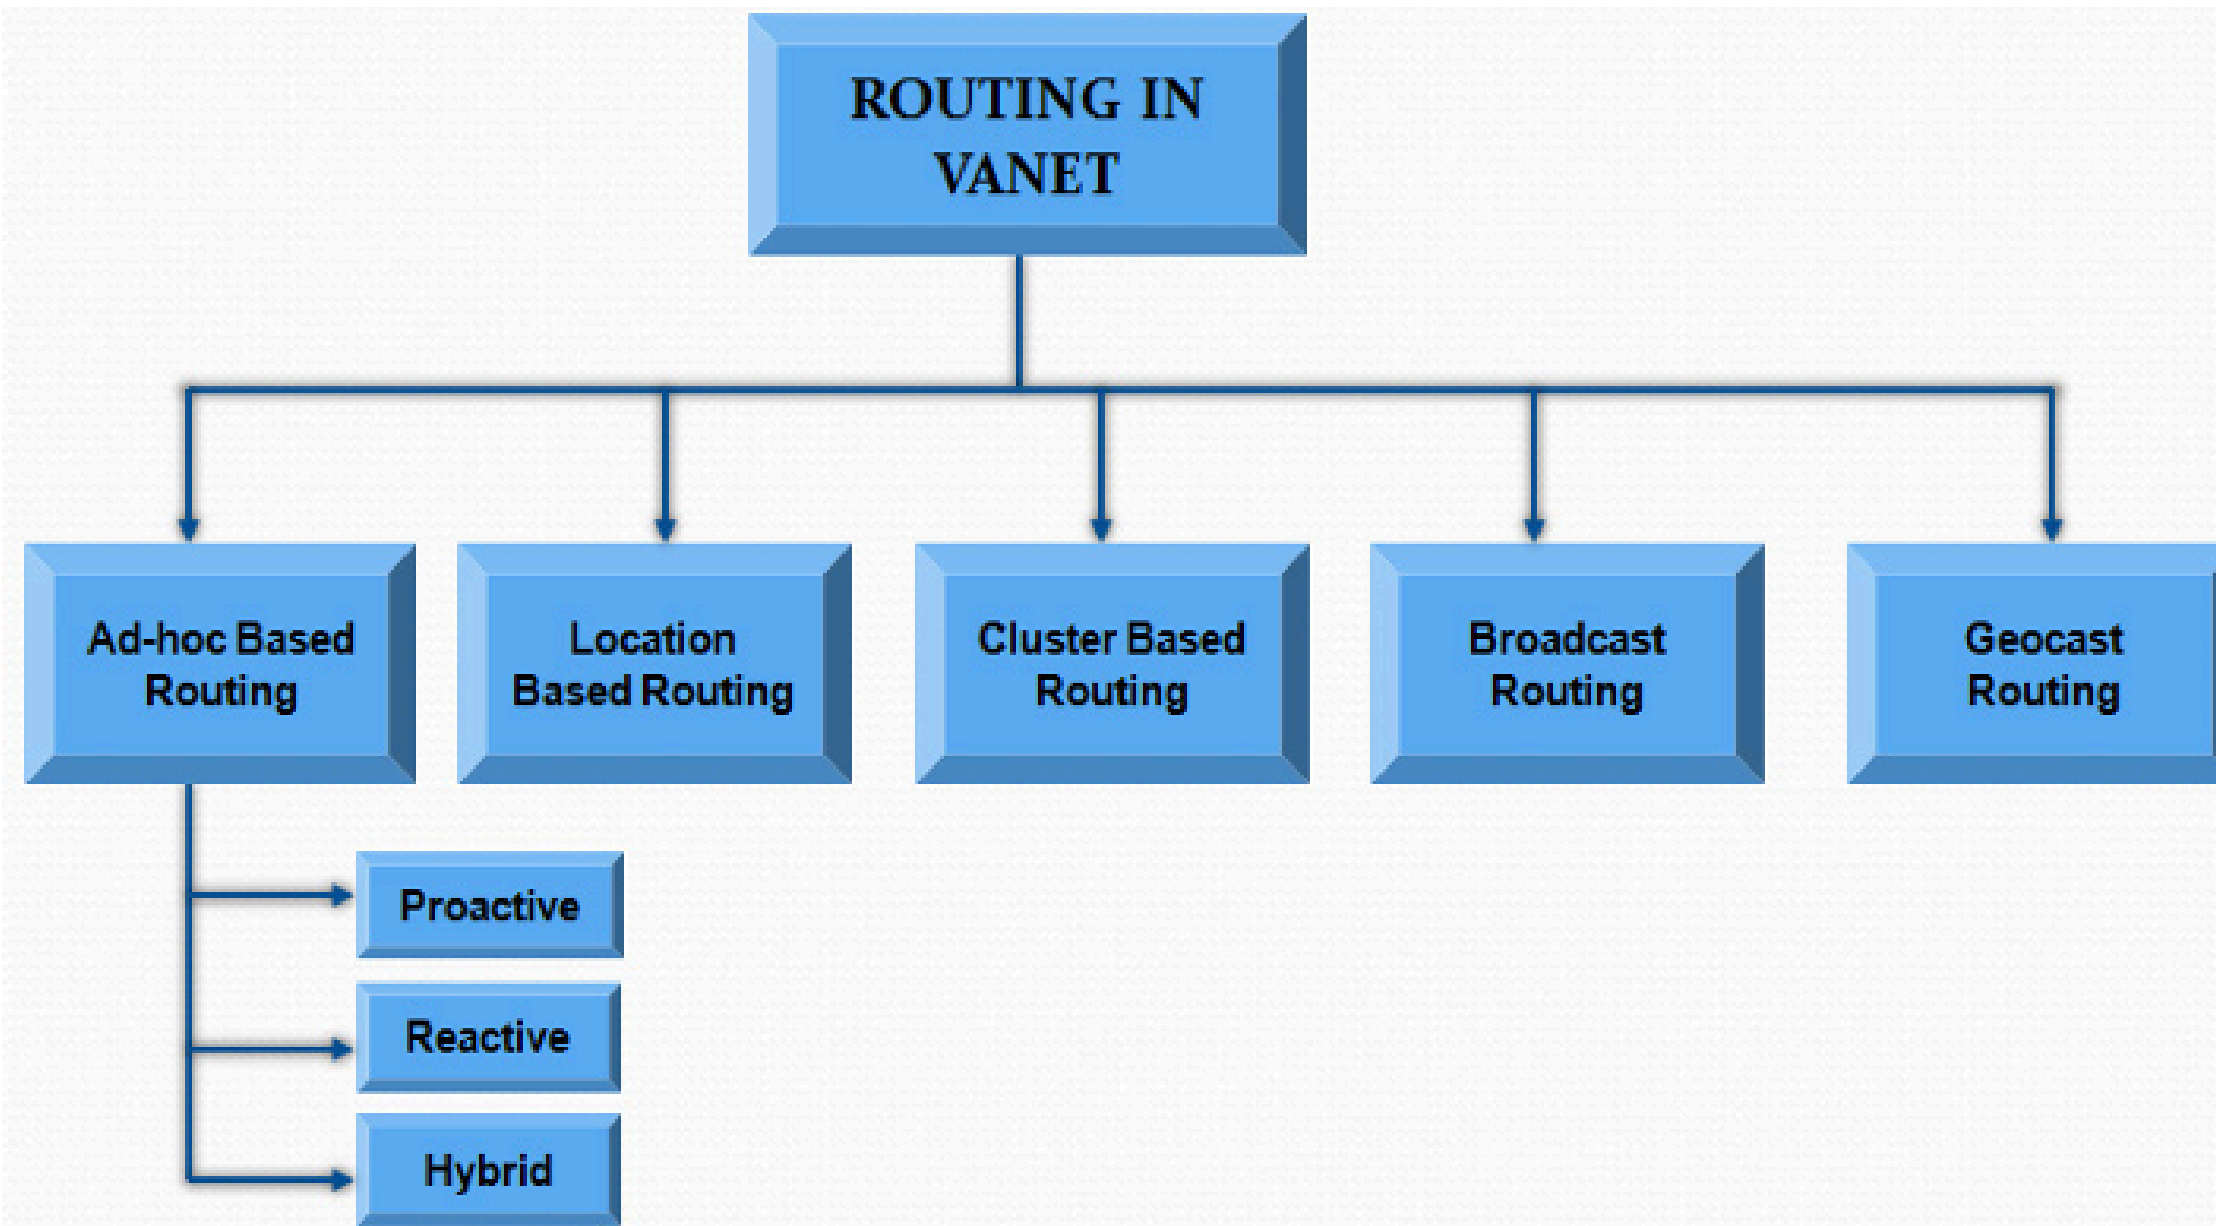 ROUTING IN
VANET
Ad-hoc Based
Routing
Location
Based Routing
Cluster Based
Routing
Broadcast
Routing
Geocast
Routing
Proactive
Reactive
Hybrid